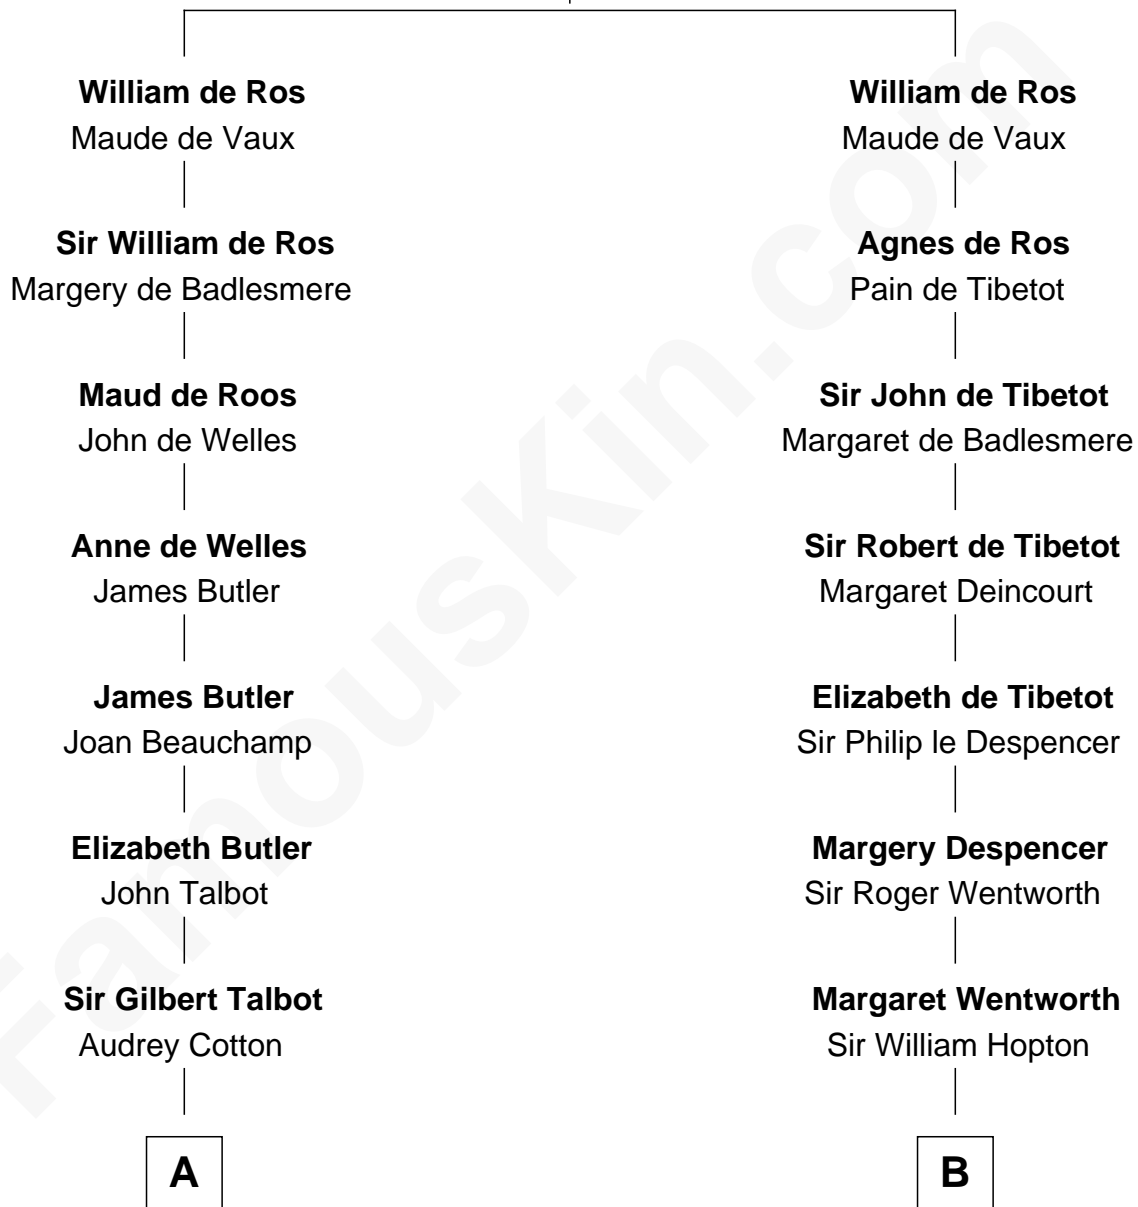 William de Ros
Maude de Vaux
Sir William de Ros
Margery de Badlesmere
Maud de Roos
John de Welles
Anne de Welles
James Butler
James Butler
Joan Beauchamp
Elizabeth Butler
John Talbot
Sir Gilbert Talbot
Audrey Cotton
A
William de Ros
Maude de Vaux
Agnes de Ros
Pain de Tibetot
Sir John de Tibetot
Margaret de Badlesmere
Sir Robert de Tibetot
Margaret Deincourt
Elizabeth de Tibetot
Sir Philip le Despencer
Margery Despencer
Sir Roger Wentworth
Margaret Wentworth
Sir William Hopton
B
FamousKin.com